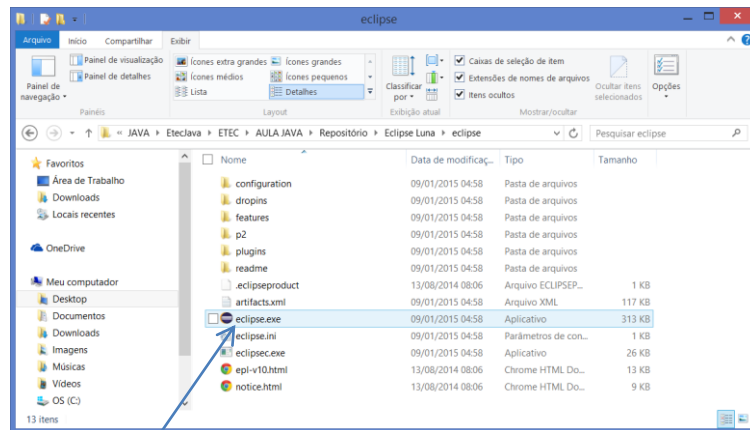 eclipse
Arquivo Início Compartilhar Exibir
Painel de navegação
Painel de visualização
Painel de detalhes
Painéis
Ícones extra grandes Ícones grandes
Ícones médios Ícones pequenos
Lista Detalhes
Layout
Classificar por
Exibição atual
Caixas de seleção de item
Extensões de nomes de arquivos
Itens ocultos
Ocultar itens selecionados
Mostrar/ocultar
Opções
« JAVA EtecJava ETEC AULA JAVA Repositório Eclipse Luna eclipse
Pesquisar eclipse
Favoritos
Área de Trabalho
Downloads
Locais recentes
OneDrive
Meu computador
Desktop
Documentos
Downloads
Imagens
Músicas
Vídeos
OS (C:)
Nome Data de modificaç... Tipo Tamanho
configuration 09/01/2015 04:58 Pasta de arquivos
dropins 09/01/2015 04:58 Pasta de arquivos
features 09/01/2015 04:58 Pasta de arquivos
p2 09/01/2015 04:58 Pasta de arquivos
plugins 09/01/2015 04:58 Pasta de arquivos
readme 09/01/2015 04:58 Pasta de arquivos
.eclipseproduct 13/08/2014 08:06 Arquivo ECLIPSEP... 1 KB
artifacts.xml 09/01/2015 04:58 Arquivo XML 117 KB
eclipse.exe 09/01/2015 04:58 Aplicativo 313 KB
eclipse.ini 09/01/2015 04:58 Parâmetros de con... 1 KB
eclipsec.exe 09/01/2015 04:58 Aplicativo 26 KB
epl-v10.html 13/08/2014 08:06 Chrome HTML Do... 13 KB
notice.html 13/08/2014 08:06 Chrome HTML Do... 9 KB
13 itens